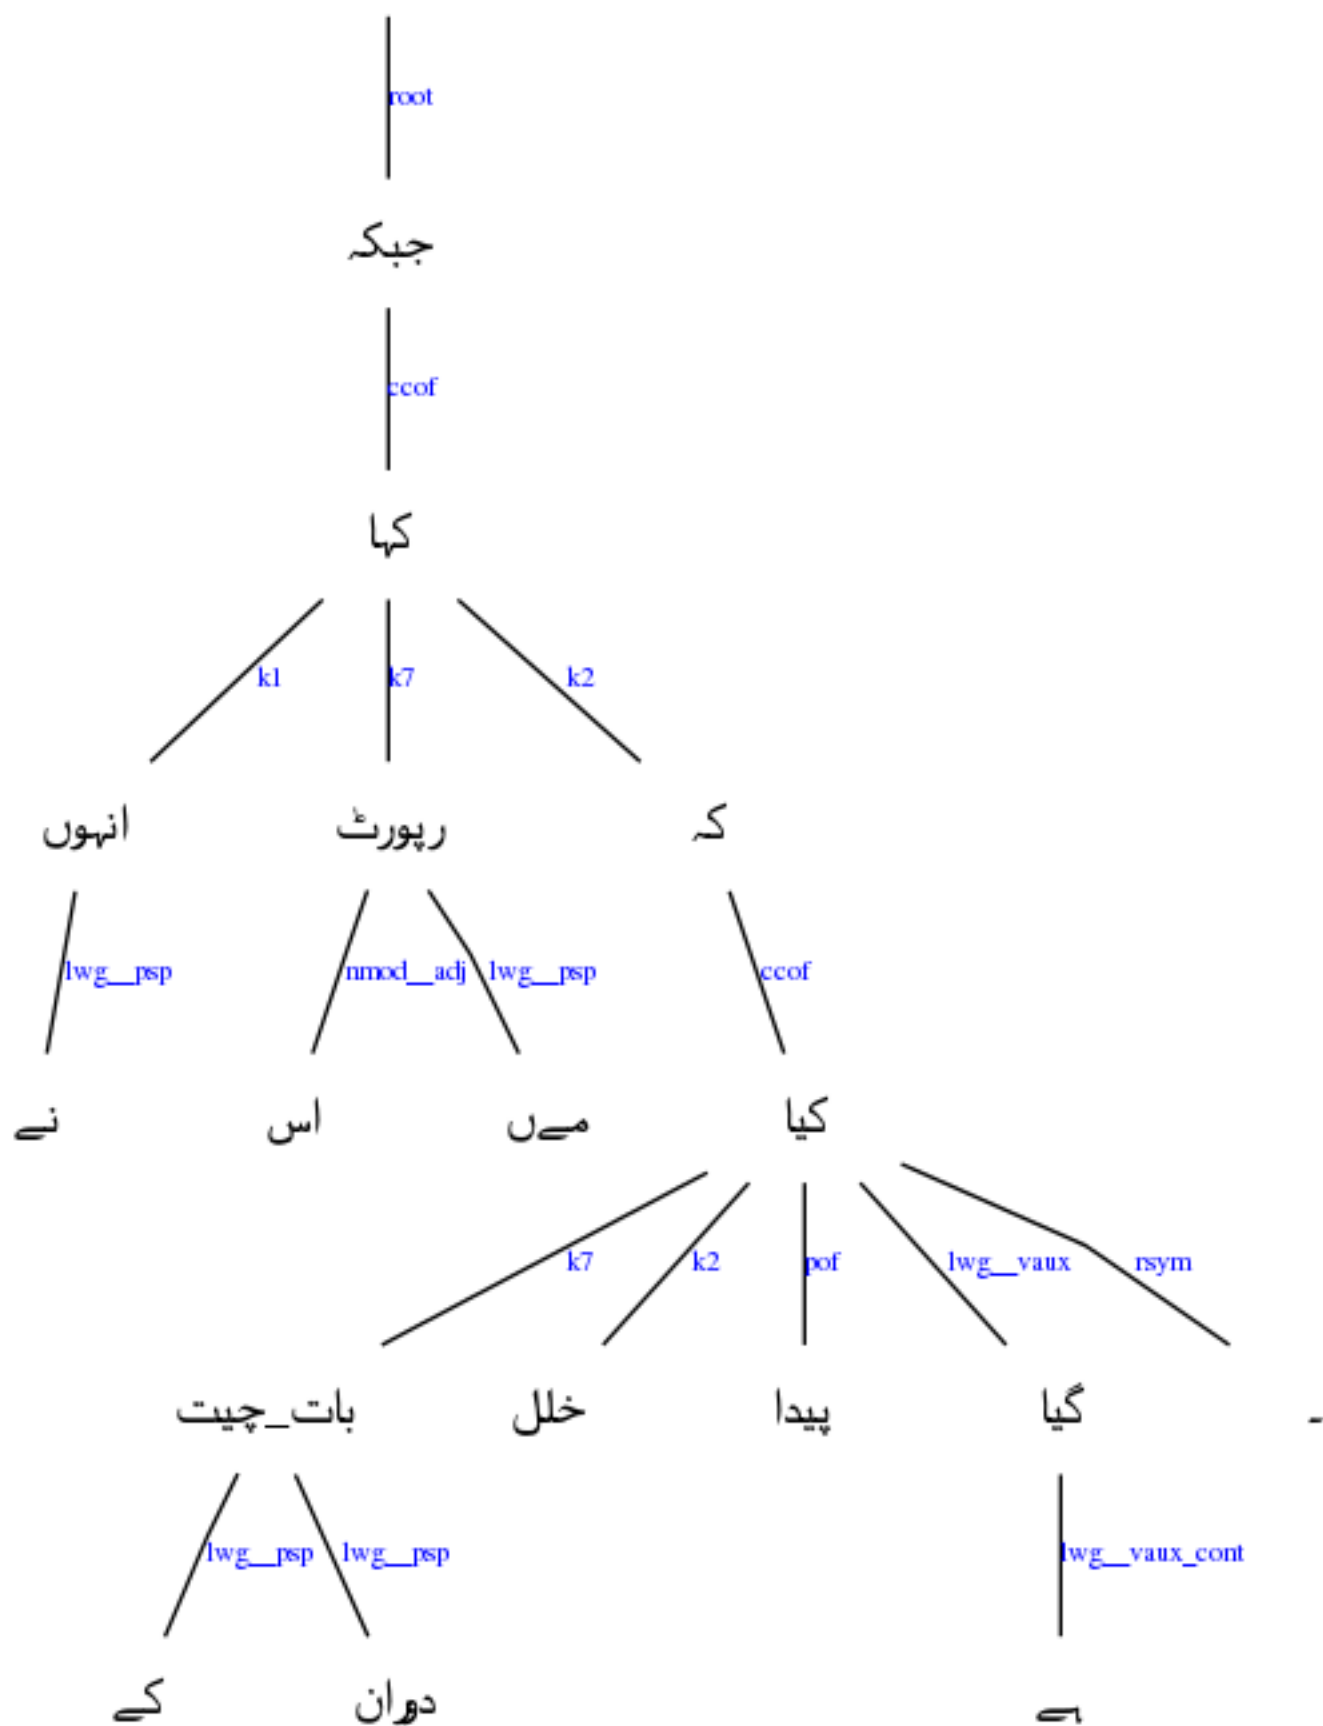 root
جبکہ
ccof
کہا
k1 k7 k2
انہوں رپورٹ کہ
lwg__psp nmod__adj lwg__psp ccof
نے اس مےں کیا
k7 k2 pof lwg__vaux rsym
بات_چیت خلل پیدا گیا ۔
lwg__psp lwg__psp lwg__vaux_cont
کے دوران ہے